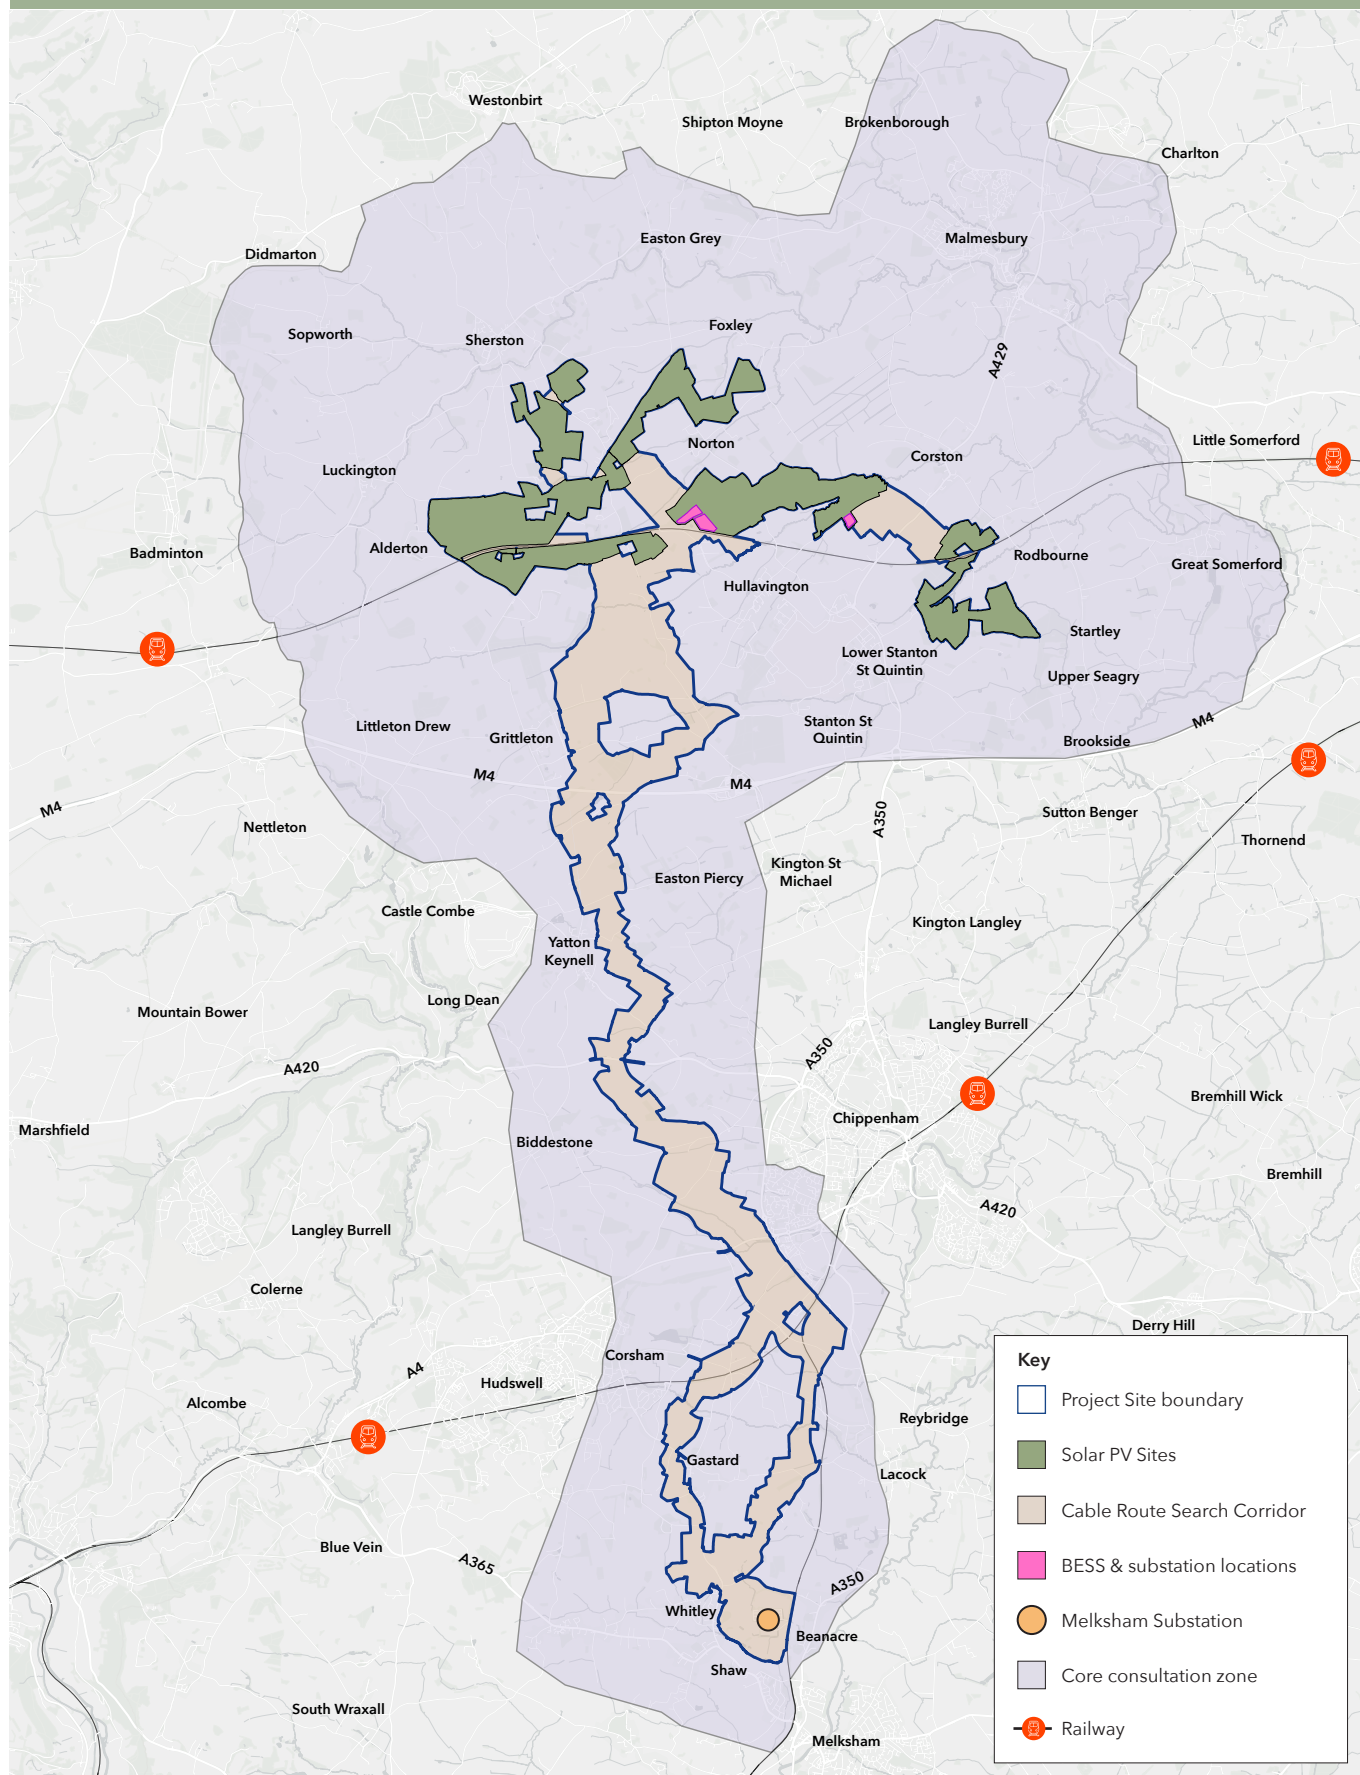 Westonbirt
Shipton Moyne
Brokenborough
Charlton
Easton Grey
Malmesbury
Didmarton
Sopworth
Sherston
Foxley
A429
Norton
Corston
Little Somerford
Luckington
Alderton
Badminton
Rodbourne
Great Somerford
Hullavington
Startley
Lower Stanton
St Quintin
Upper Seagry
Littleton Drew
Grittleton
Stanton St
Quintin
M4
Brookside
M4
M4
M4
Nettleton
A350
Sutton Benger
Thornend
Kington St
Michael
Easton Piercy
Castle Combe
Kington Langley
Yatton
Keynell
Long Dean
Mountain Bower
Langley Burrell
A350
A420
Bremhill Wick
Marshfield
Chippenham
Biddestone
Bremhill
A420
Langley Burrell
Colerne
Derry Hill
Corsham
A4
Hudswell
Alcombe
Reybridge
Gastard
Lacock
Blue Vein
A365
A350
Whitley
Beanacre
Shaw
South Wraxall
Melksham
Key
Project Site boundary
Solar PV Sites
Cable Route Search Corridor
BESS & substation locations
Melksham Substation
Core consultation zone
Railway